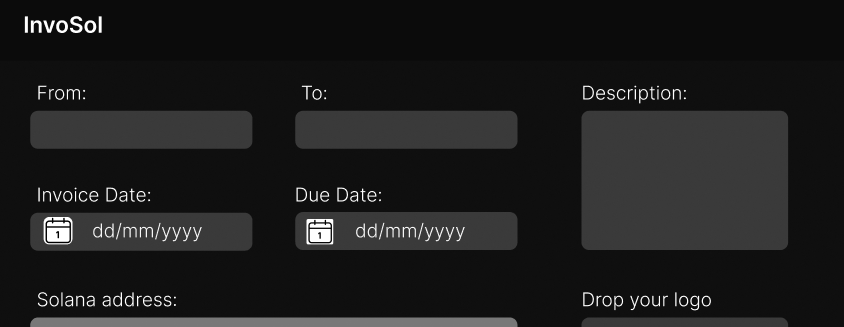 InvoSol
From: To: Description:
Invoice Date: Due Date:
1 dd/mm/yyyy 1 dd/mm/yyyy
Solana address: Drop your logo